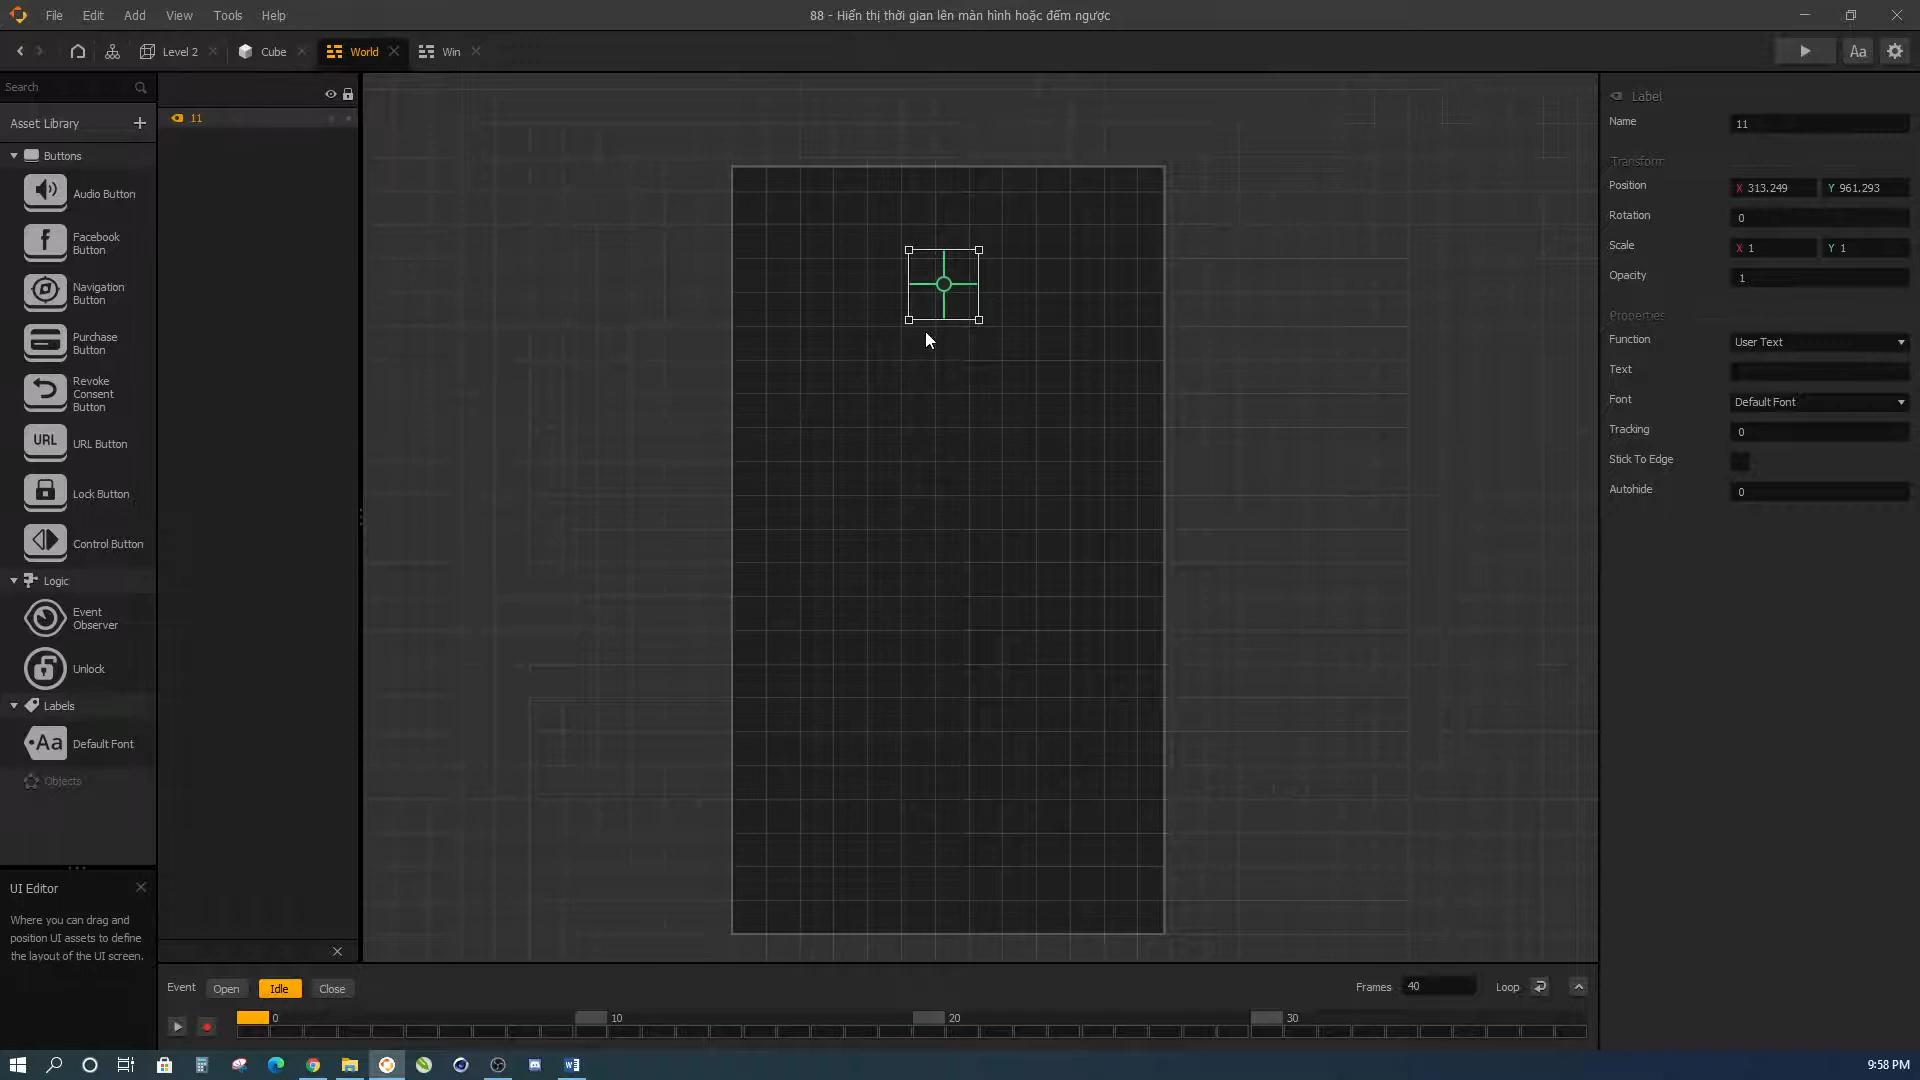 File Edit Add View Tools Help
88 - Hiển thị thời gian lên màn hình hoặc đếm ngược
Level 2
Cube
World
Win
Aa
Search
Asset Library
Buttons
Audio Button
Facebook
Button
Navigation
Button
Purchase
Button
Revoke
Consent
Button
URL
URL Button
Lock Button
Control Button
Logic
Event
Observer
Unlock
Labels
Aa
Default Font
Objects
UI Editor
Where you can drag and
position UI assets to define
the layout of the UI screen.
11
Label
Name 11
Transform
Position X 313.249 Y 961.293
Rotation 0
Scale X 1 Y 1
Opacity 1
Properties
Function User Text
Text
Font Default Font
Tracking 0
Stick To Edge
Autohide 0
Event Open Idle Close
Frames 40 Loop
0 10 20 30
9:58 PM